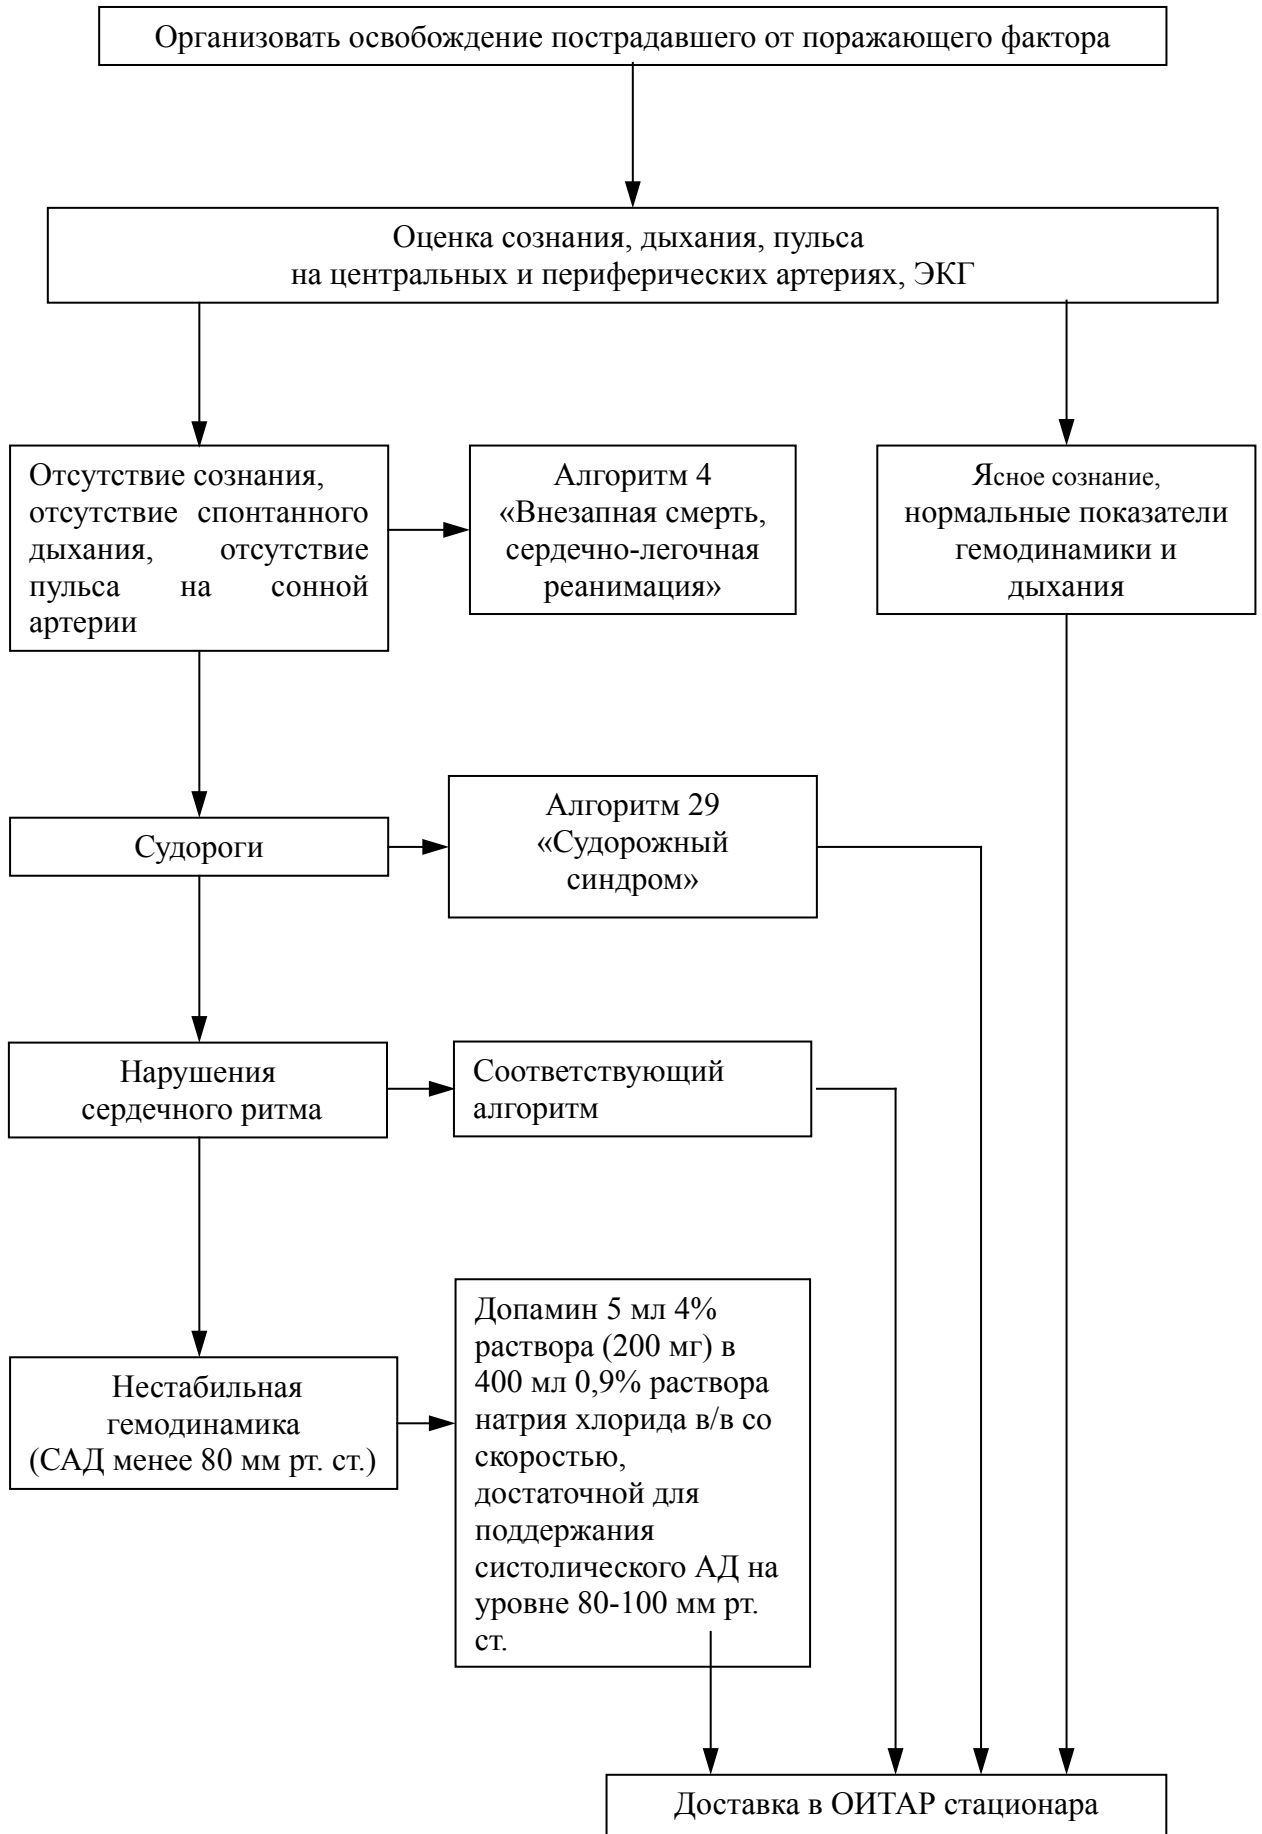 Организовать освобождение пострадавшего от поражающего фактора
Оценка сознания, дыхания, пульса
на центральных и периферических артериях, ЭКГ
Отсутствие сознания,
отсутствие спонтанного
дыхания, отсутствие
пульса на сонной
артерии
Алгоритм 4
«Внезапная смерть,
сердечно-легочная
реанимация»
Ясное сознание,
нормальные показатели
гемодинамики и
дыхания
Судороги
Алгоритм 29
«Судорожный
синдром»
Нарушения
сердечного ритма
Соответствующий
алгоритм
Нестабильная
гемодинамика
(САД менее 80 мм рт. ст.)
Допамин 5 мл 4%
раствора (200 мг) в
400 мл 0,9% раствора
натрия хлорида в/в со
скоростью,
достаточной для
поддержания
систолического АД на
уровне 80-100 мм рт.
ст.
Доставка в ОИТАР стационара